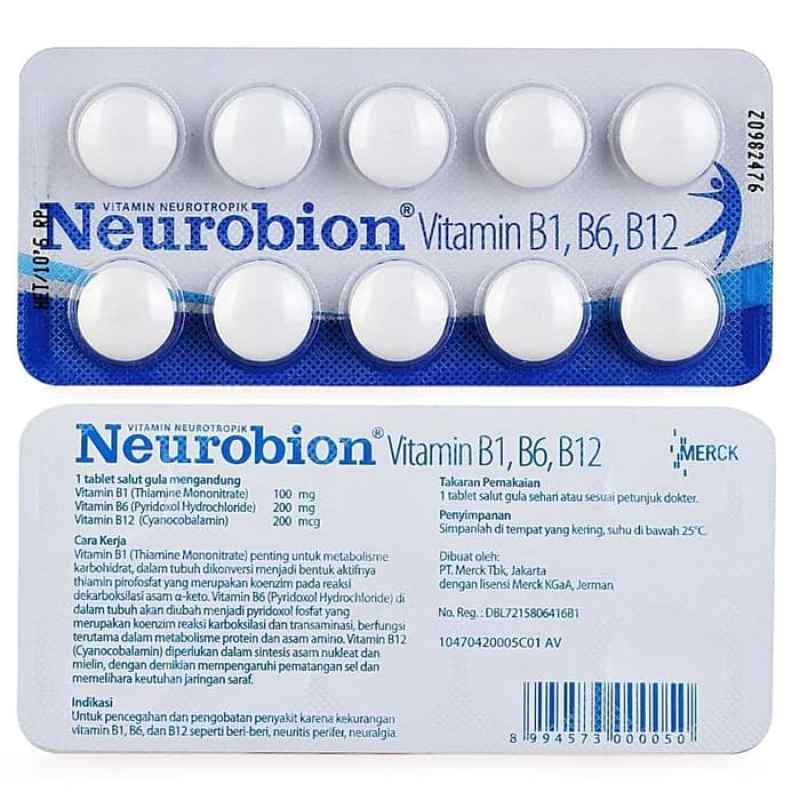 Z0982476
VITAMIN NEUROTROPIK
Neurobion® Vitamin B1, B6, B12
HET/10'S RP
VITAMIN NEUROTROPIK
Neurobion® Vitamin B1, B6, B12
MERCK
1 tablet salut gula mengandung
Vitamin B1 (Thiamine Mononitrate) 100 mg
Vitamin B6 (Pyridoxol Hydrochloride) 200 mg
Vitamin B12 (Cyanocobalamin) 200 mcg
Cara Kerja
Vitamin B1 (Thiamine Mononitrate) penting untuk metabolisme
karbohidrat, dalam tubuh dikonversi menjadi bentuk aktifnya
thiamin pirofosfat yang merupakan koenzim pada reaksi
dekarboksilasi asam α-keto. Vitamin B6 (Pyridoxol Hydrochloride) di
dalam tubuh akan diubah menjadi pyridoxol fosfat yang
merupakan koenzim reaksi karboksilasi dan transaminasi, berfungsi
terutama dalam metabolisme protein dan asam amino. Vitamin B12
(Cyanocobalamin) diperlukan dalam sintesis asam nukleat dan
mielin, dengan demikian mempengaruhi pematangan sel dan
memelihara keutuhan jaringan saraf.
Indikasi
Untuk pencegahan dan pengobatan penyakit karena kekurangan
vitamin B1, B6, dan B12 seperti beri-beri, neuritis perifer, neuralgia.
Takaran Pemakaian
1 tablet salut gula sehari atau sesuai petunjuk dokter.
Penyimpanan
Simpanlah di tempat yang kering, suhu di bawah 25°C.
Dibuat oleh:
PT. Merck Tbk, Jakarta
dengan lisensi Merck KGaA, Jerman
No. Reg. : DBL7215806416B1
10470420005C01 AV
8 994573 000050